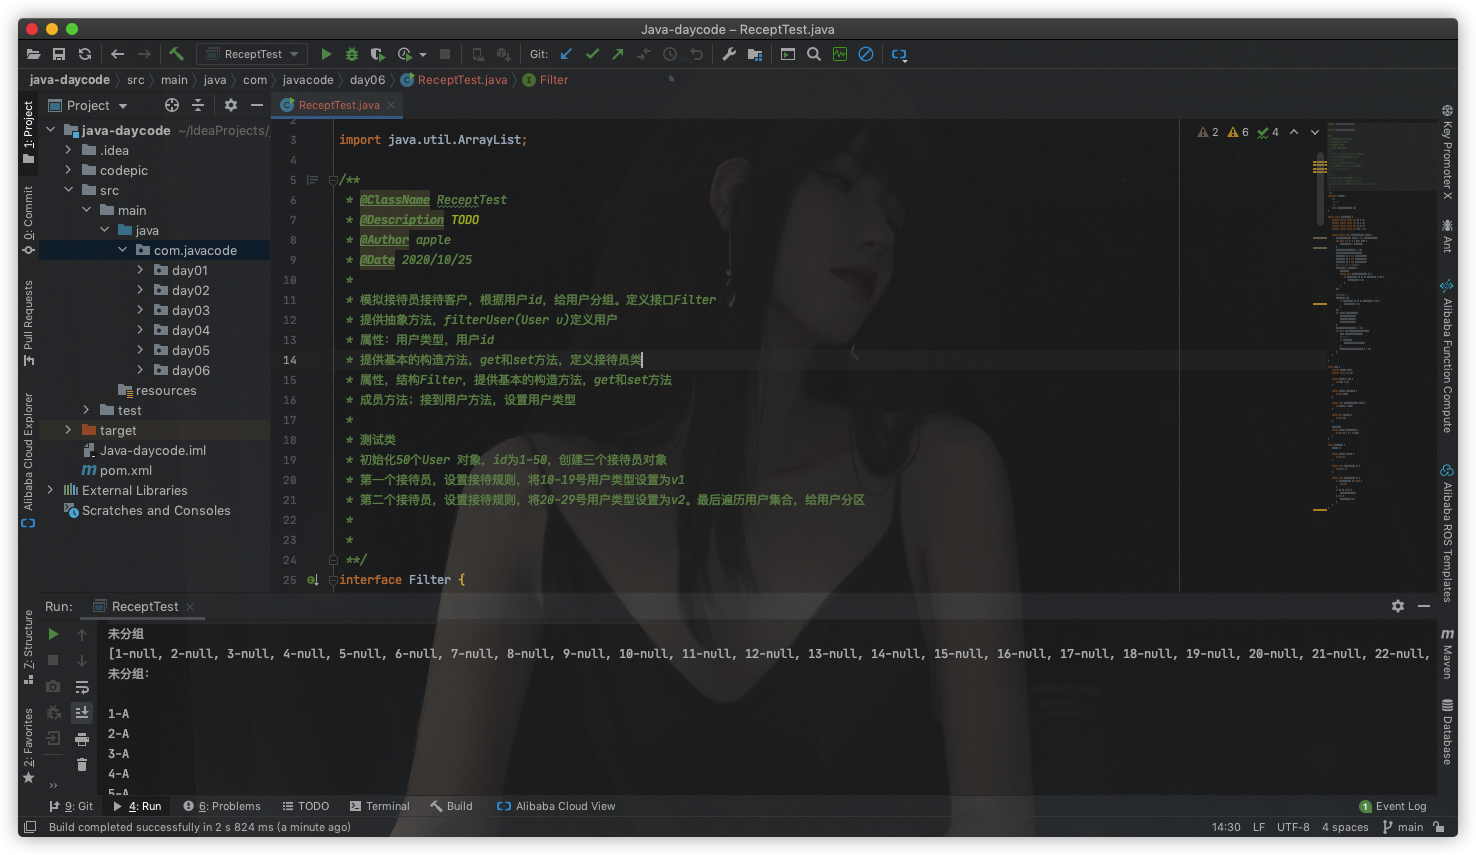 Java-daycode – ReceptTest.java
ReceptTest
Git:
java-daycode
src
main
java
com
javacode
day06
ReceptTest.java
Filter
1: Project
0: Commit
Pull Requests
Alibaba Cloud Explorer
7: Structure
2: Favorites
Project
java-daycode ~/IdeaProjects/
.idea
codepic
src
main
java
com.javacode
day01
day02
day03
day04
day05
day06
resources
test
target
Java-daycode.iml
pom.xml
External Libraries
Scratches and Consoles
ReceptTest.java
2 6 4
2
3 import java.util.ArrayList;
4
5 /**
6 * @ClassName ReceptTest
7 * @Description TODO
8 * @Author apple
9 * @Date 2020/10/25
10 *
11 * 模拟接待员接待客户，根据用户id，给用户分组。定义接口Filter
12 * 提供抽象方法，filterUser(User u)定义用户
13 * 属性：用户类型，用户id
14 * 提供基本的构造方法，get和set方法，定义接待员类
15 * 属性，结构Filter，提供基本的构造方法，get和set方法
16 * 成员方法：接到用户方法，设置用户类型
17 *
18 * 测试类
19 * 初始化50个User 对象，id为1-50，创建三个接待员对象
20 * 第一个接待员，设置接待规则，将10-19号用户类型设置为v1
21 * 第二个接待员，设置接待规则，将20-29号用户类型设置为v2。最后遍历用户集合，给用户分区
22 *
23 *
24 **/
25 interface Filter {
Key Promoter X
Ant
Alibaba Function Compute
Alibaba ROS Templates
Maven
Database
Run: ReceptTest
未分组
[1-null, 2-null, 3-null, 4-null, 5-null, 6-null, 7-null, 8-null, 9-null, 10-null, 11-null, 12-null, 13-null, 14-null, 15-null, 16-null, 17-null, 18-null, 19-null, 20-null, 21-null, 22-null,
未分组：
1-A
2-A
3-A
4-A
5-A
9: Git
4: Run
6: Problems
TODO
Terminal
Build
Alibaba Cloud View
1 Event Log
Build completed successfully in 2 s 824 ms (a minute ago)
14:30 LF UTF-8 4 spaces main